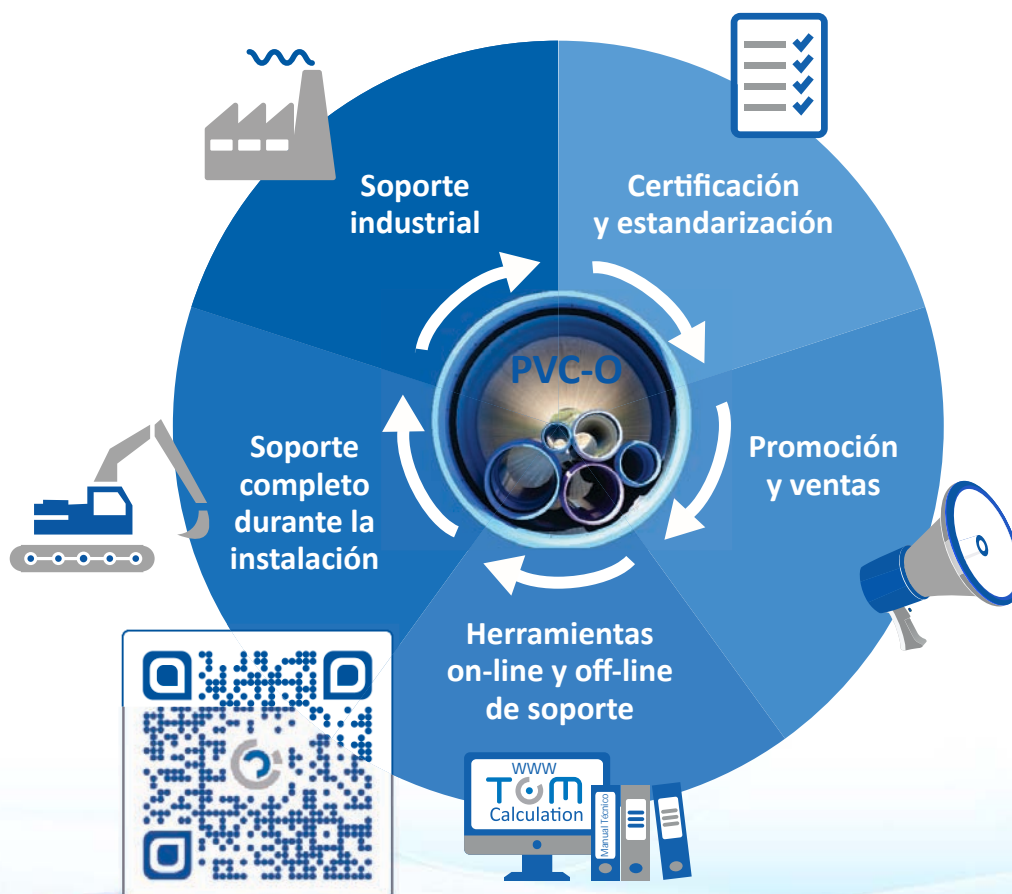 Soporte
industrial
Certificación
y estandarización
PVC-O
Promoción
y ventas
Soporte
completo
durante la
instalación
Herramientas
on-line y off-line
de soporte
WWW
TOM
Calculation
Manual Técnico